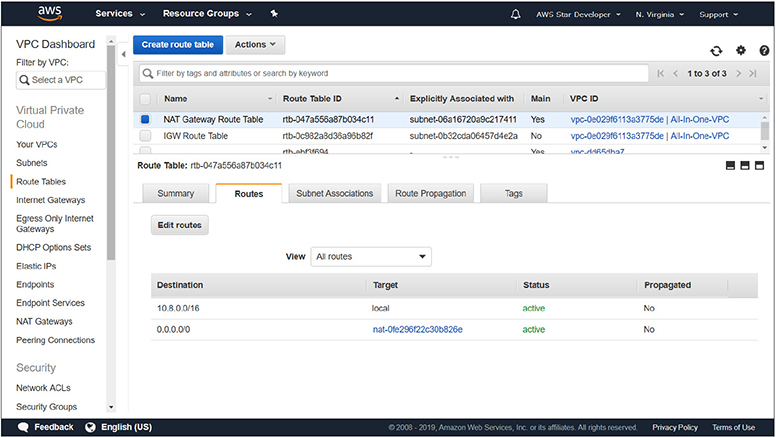 aws Services Resource Groups AWS Star Developer N. Virginia Support
VPC Dashboard
Filter by VPC:
Select a VPC
Virtual Private
Cloud
Your VPCs
Subnets
Route Tables
Internet Gateways
Egress Only Internet
Gateways
DHCP Options Sets
Elastic IPs
Endpoints
Endpoint Services
NAT Gateways
Peering Connections
Security
Network ACLs
Security Groups
Create route table Actions
Filter by tags and attributes or search by keyword 1 to 3 of 3
Name Route Table ID Explicitly Associated with Main VPC ID
NAT Gateway Route Table rtb-047a556a87b034c11 subnet-06a16720a9c217411 Yes vpc-0e029f6113a3775de | All-In-One-VPC
IGW Route Table rtb-0c982a8d38a96b82f subnet-0b32cda06457d4e2a No vpc-0e029f6113a3775de | All-In-One-VPC
rtb-ebf3f694 - Yes vpc-dd65dba7
Route Table: rtb-047a556a87b034c11
Summary Routes Subnet Associations Route Propagation Tags
Edit routes
View All routes
Destination Target Status Propagated
10.8.0.0/16 local active No
0.0.0.0/0 nat-0fe296f22c30b826e active No
Feedback English (US) © 2008 - 2019, Amazon Web Services, Inc. or its affiliates. All rights reserved. Privacy Policy Terms of Use